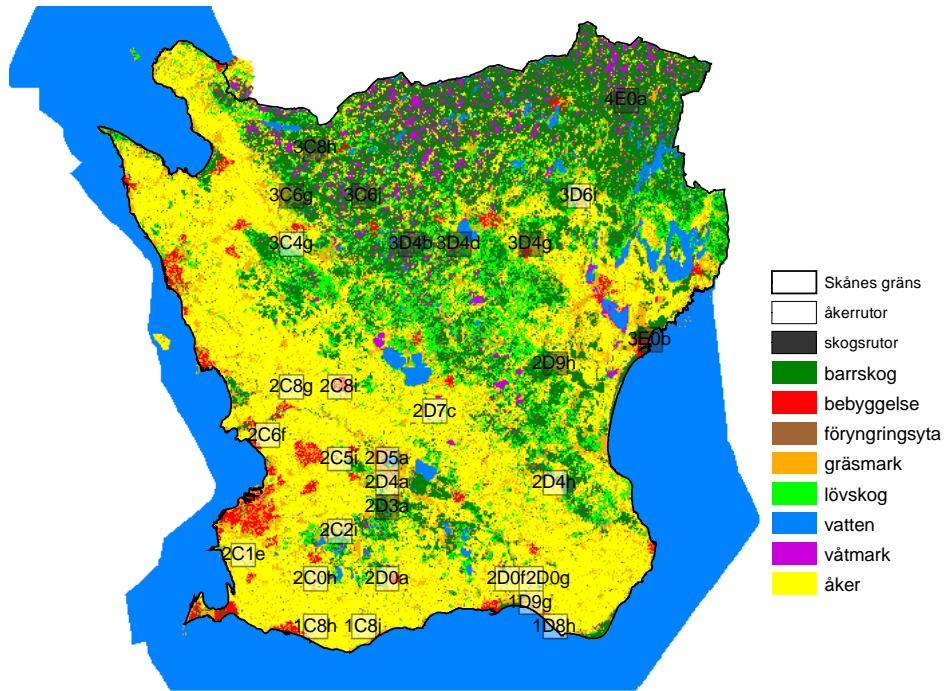 4E0a
3C8h
3C6g 3C6j 3D6i
3C4g 3D4b 3D4d 3D4g
3E0b
2D9h
2C8g 2C8i
2D7c
2C6f
2C5i 2D5a
2D4a 2D4h
2D3a
2C2i
2C1e
2C0h 2D0a 2D0f 2D0g
1D9g
1C8h 1C8j 1D8h
Skånes gräns
åkerrutor
skogsrutor
barrskog
bebyggelse
föryngringsyta
gräsmark
lövskog
vatten
våtmark
åker